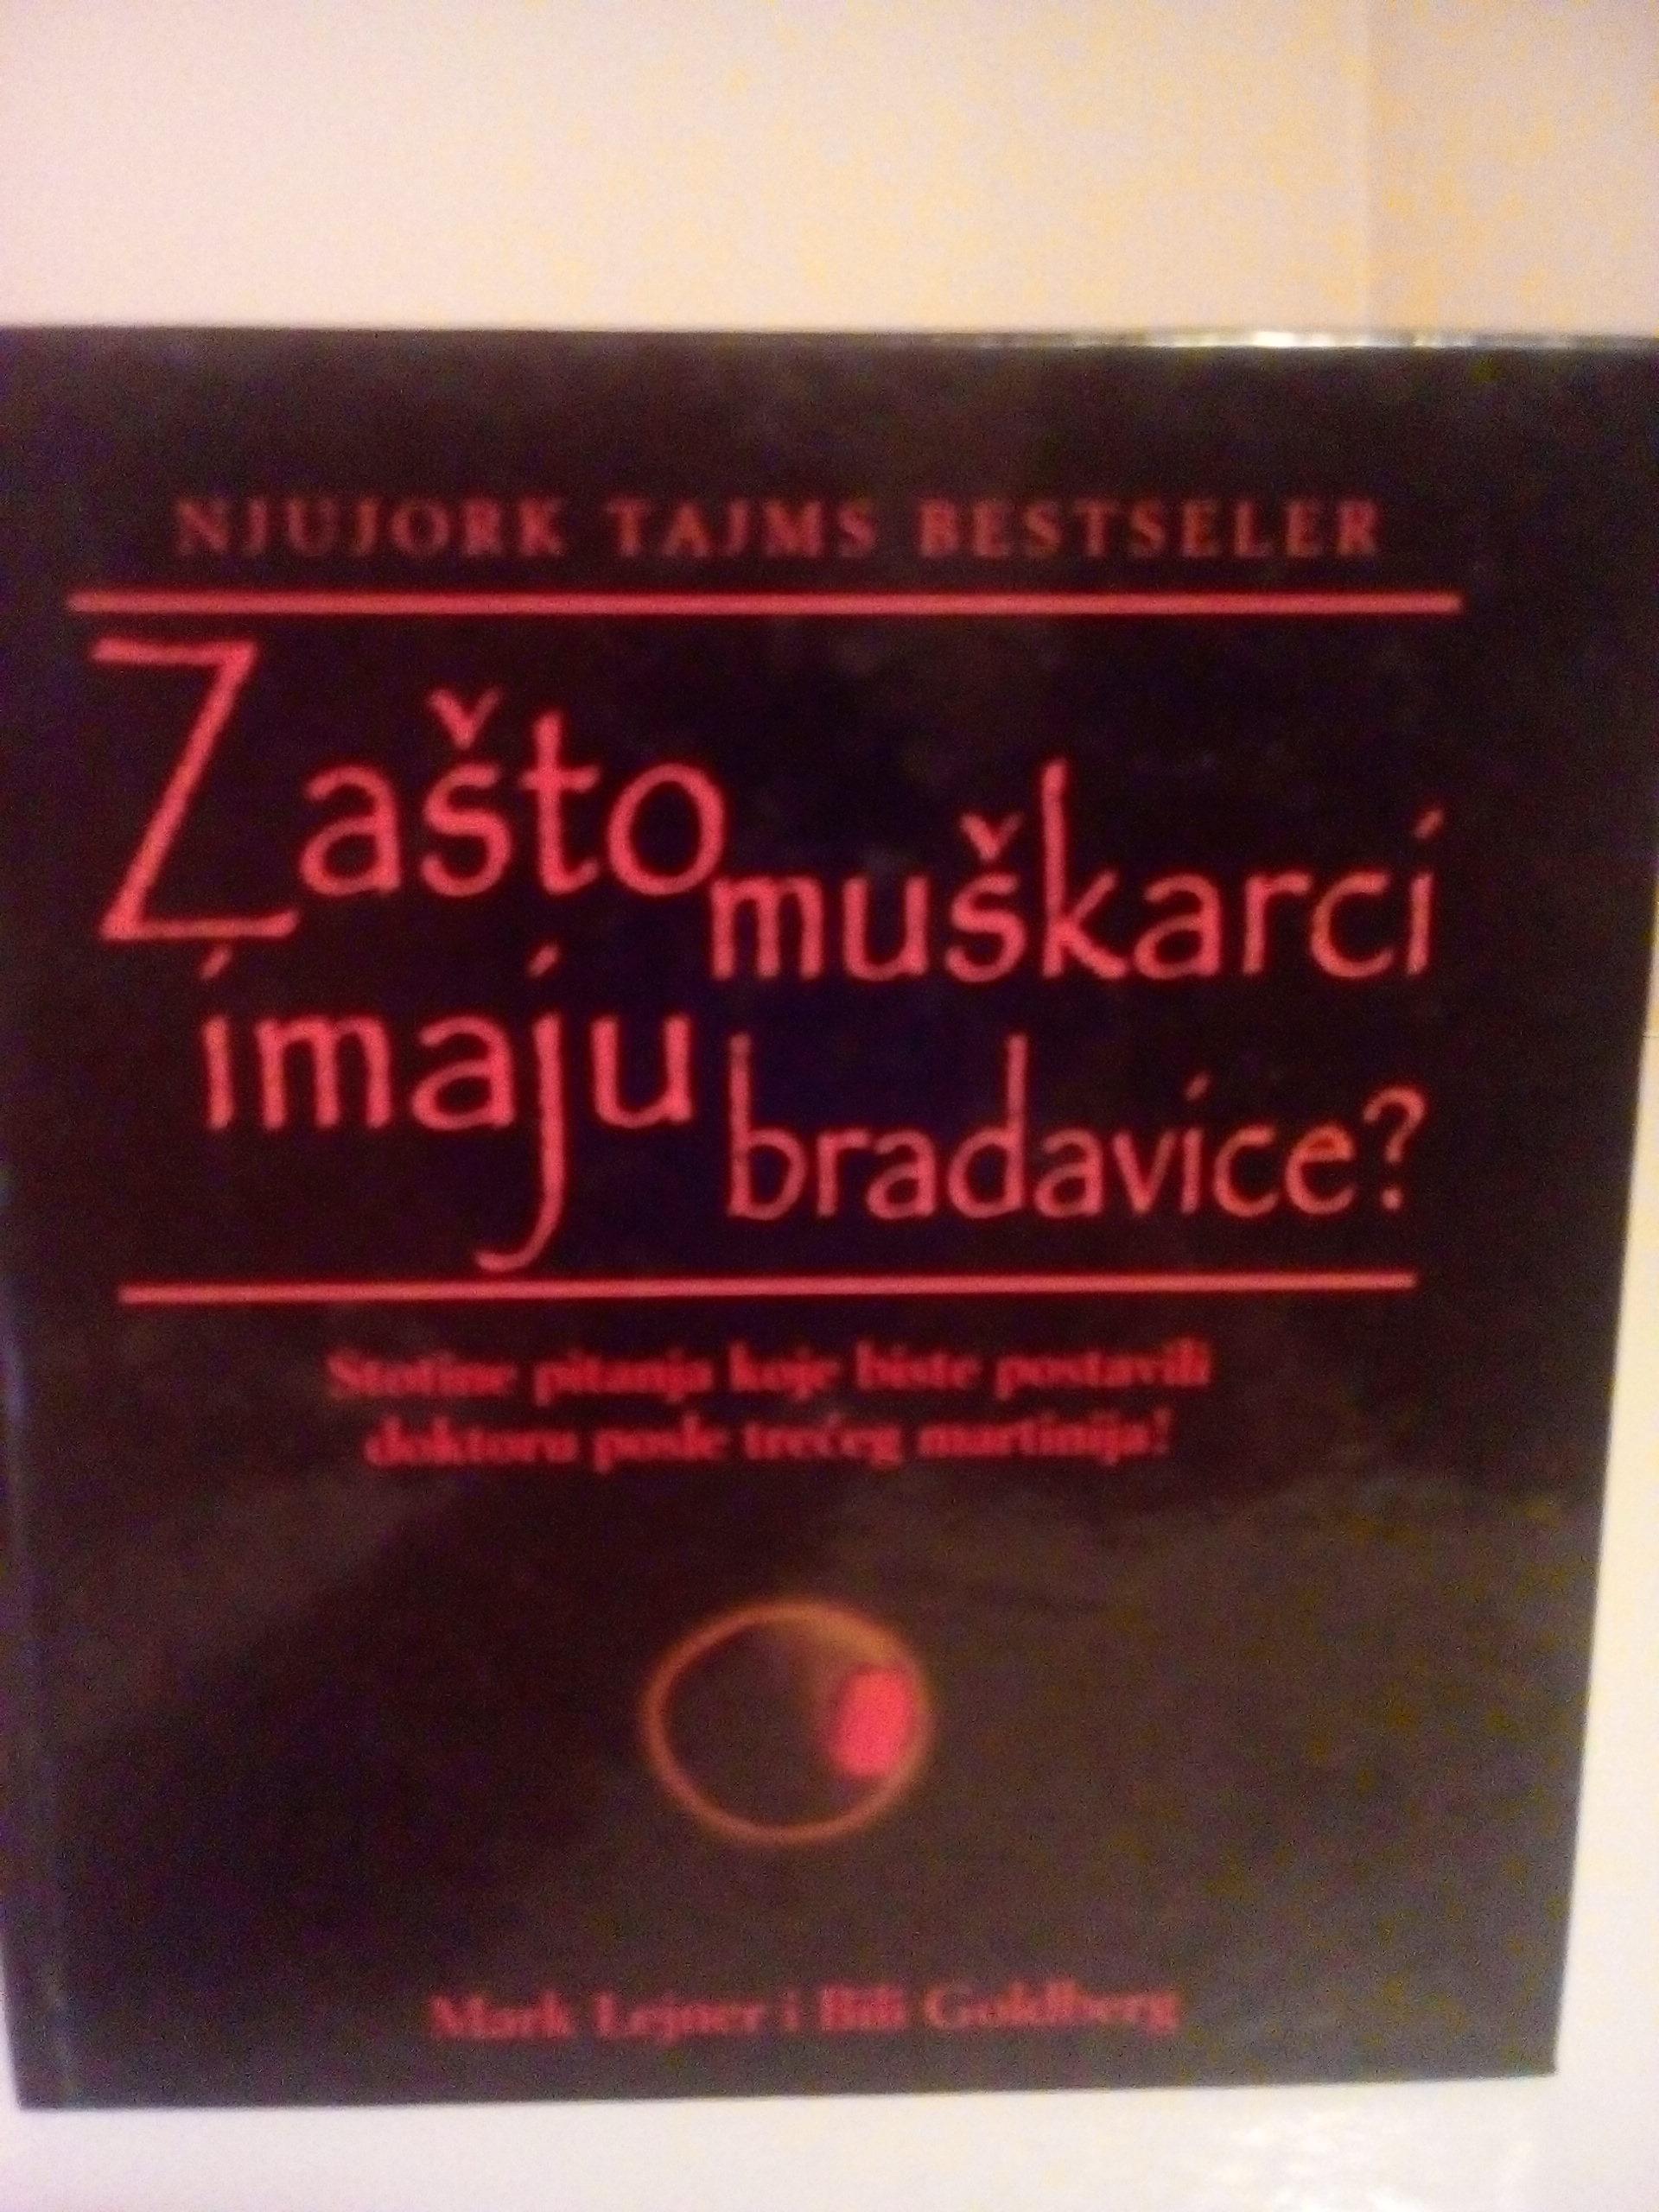 NJUJORK TAJMS BESTSELER
Zašto muškarci
imaju bradavice?
Stotine pitanja koje biste postavili
doktoru posle trećeg martinija!
Mark Lejner i Bili Goldberg